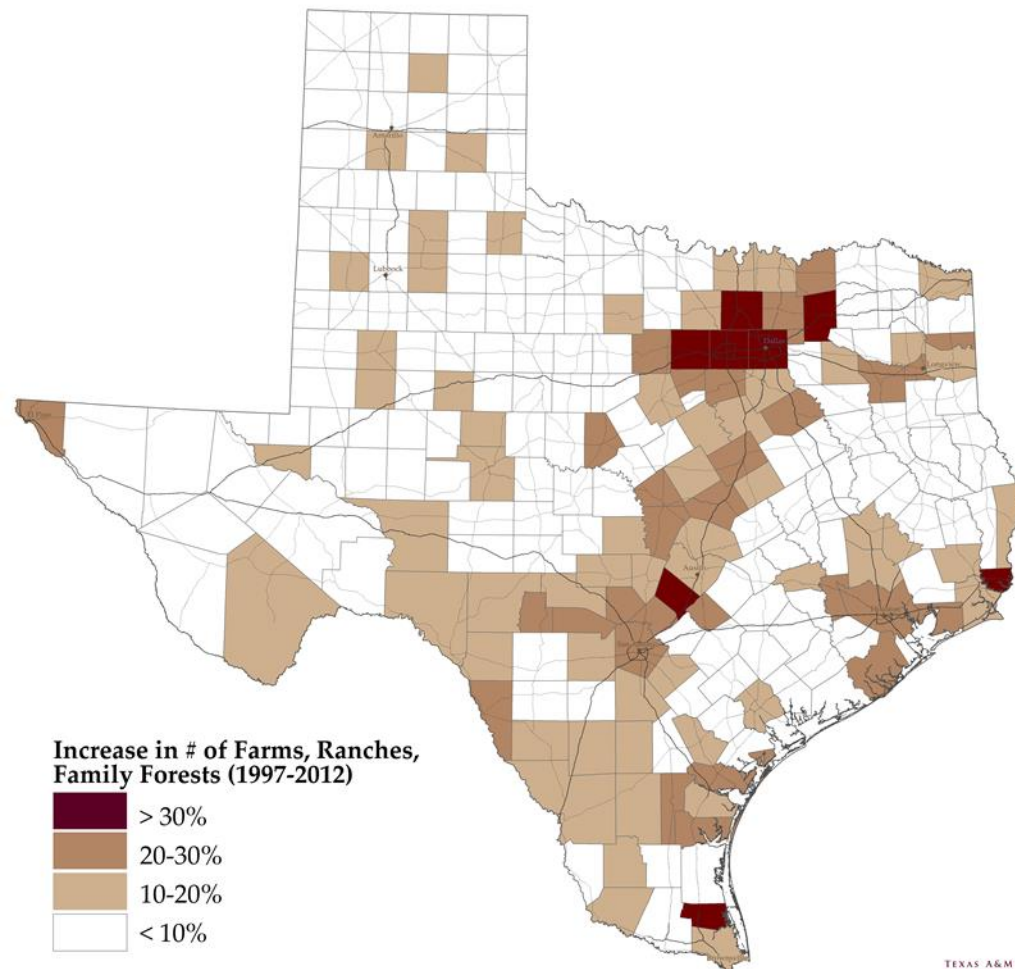 Amarillo
Lubbock
Dallas
Longview
El Paso
Austin
San
Increase in # of Farms, Ranches,
Family Forests (1997-2012)
> 30%
20-30%
10-20%
< 10%
TEXAS A&M